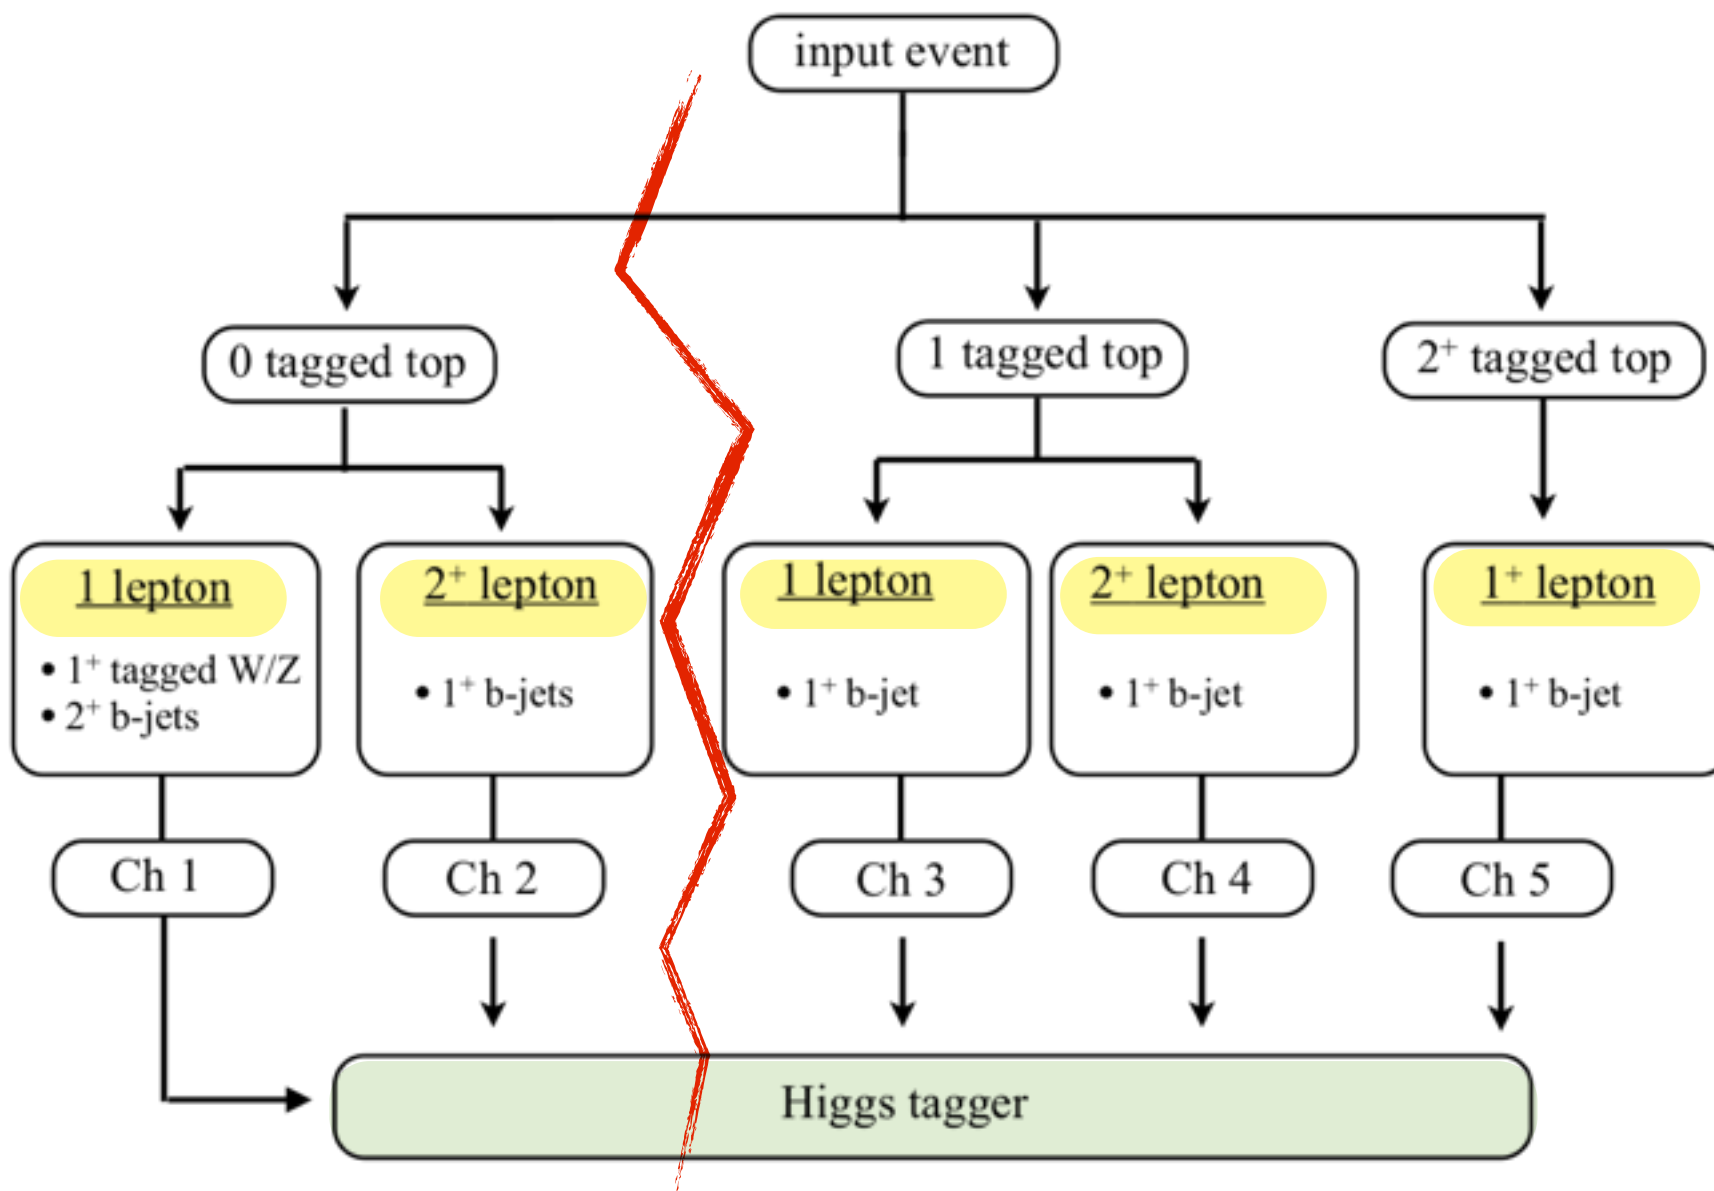 input event
0 tagged top
1 tagged top
2⁺ tagged top
1 lepton
• 1⁺ tagged W/Z
• 2⁺ b-jets
2⁺ lepton
• 1⁺ b-jets
1 lepton
• 1⁺ b-jet
2⁺ lepton
• 1⁺ b-jet
1⁺ lepton
• 1⁺ b-jet
Ch 1
Ch 2
Ch 3
Ch 4
Ch 5
Higgs tagger